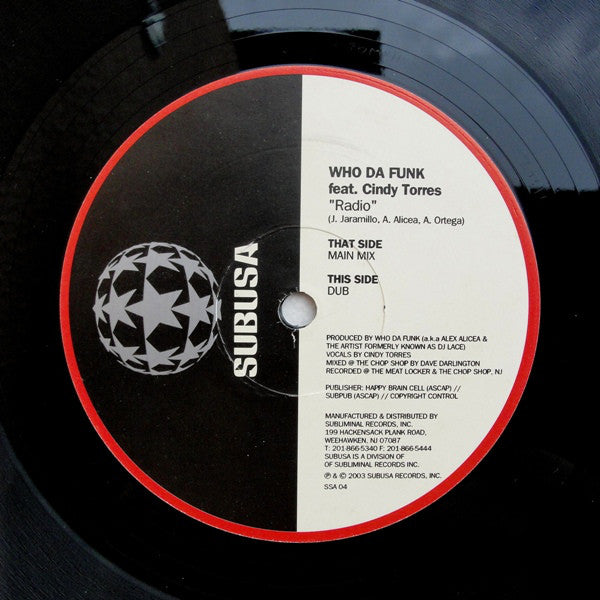 SUBUSA
WHO DA FUNK
feat. Cindy Torres
"Radio"
(J. Jaramillo, A. Alicea, A. Ortega)
THAT SIDE
MAIN MIX
THIS SIDE
DUB
PRODUCED BY WHO DA FUNK (a.k.a ALEX ALICEA &
THE ARTIST FORMERLY KNOWN AS DJ LACE)
VOCALS BY CINDY TORRES
MIXED @ THE CHOP SHOP BY DAVE DARLINGTON
RECORDED @ THE MEAT LOCKER & THE CHOP SHOP, NJ
PUBLISHER: HAPPY BRAIN CELL (ASCAP) //
SUBPUB (ASCAP) // COPYRIGHT CONTROL
MANUFACTURED & DISTRIBUTED BY
SUBLIMINAL RECORDS, INC.
199 HACKENSACK PLANK ROAD,
WEEHAWKEN, NJ 07087
T: 201-866-5340 F: 201-866-5444
SUBUSA IS A DIVISION OF
OF SUBLIMINAL RECORDS INC.
℗ & © 2003 SUBUSA RECORDS, INC.
SSA 04